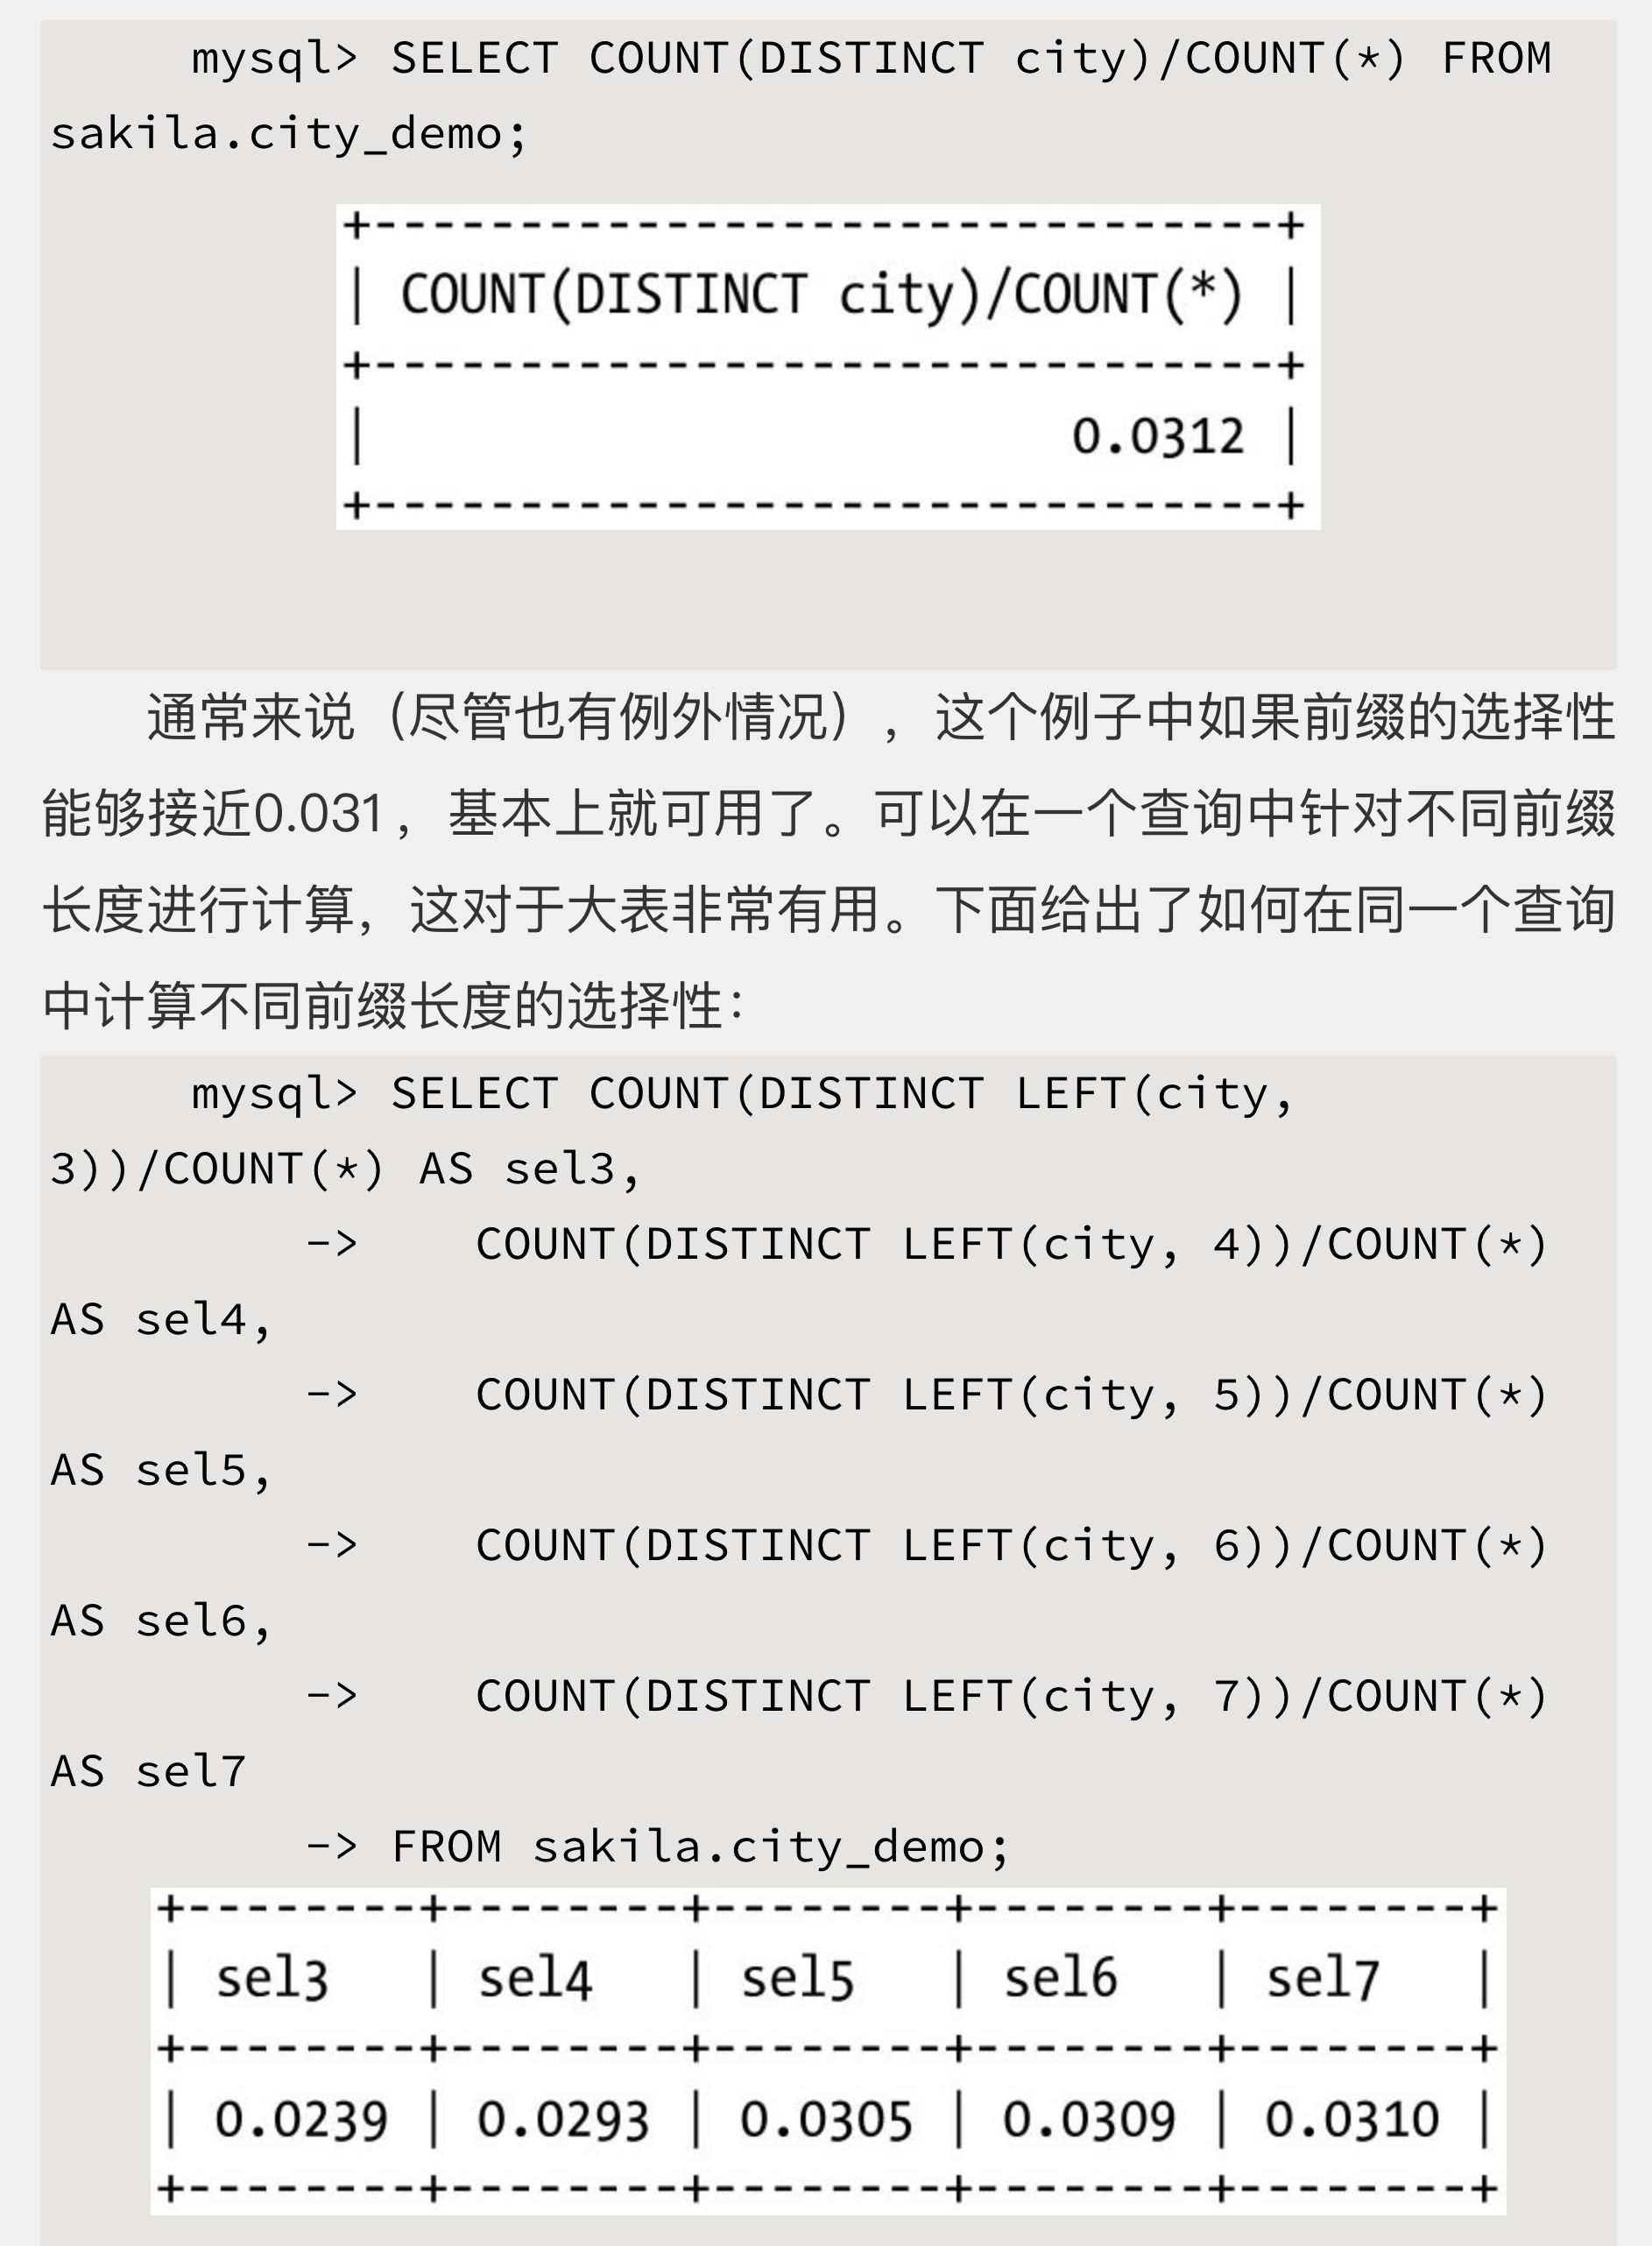 mysql> SELECT COUNT(DISTINCT city)/COUNT(*) FROM
sakila.city_demo;
+--------------------------------+
| COUNT(DISTINCT city)/COUNT(*) |
+--------------------------------+
| 0.0312 |
+--------------------------------+
通常来说（尽管也有例外情况），这个例子中如果前缀的选择性
能够接近0.031，基本上就可用了。可以在一个查询中针对不同前缀
长度进行计算，这对于大表非常有用。下面给出了如何在同一个查询
中计算不同前缀长度的选择性：
mysql> SELECT COUNT(DISTINCT LEFT(city,
3))/COUNT(*) AS sel3,
-> COUNT(DISTINCT LEFT(city, 4))/COUNT(*)
AS sel4,
-> COUNT(DISTINCT LEFT(city, 5))/COUNT(*)
AS sel5,
-> COUNT(DISTINCT LEFT(city, 6))/COUNT(*)
AS sel6,
-> COUNT(DISTINCT LEFT(city, 7))/COUNT(*)
AS sel7
-> FROM sakila.city_demo;
+--------+--------+--------+--------+--------+
| sel3 | sel4 | sel5 | sel6 | sel7 |
+--------+--------+--------+--------+--------+
| 0.0239 | 0.0293 | 0.0305 | 0.0309 | 0.0310 |
+--------+--------+--------+--------+--------+